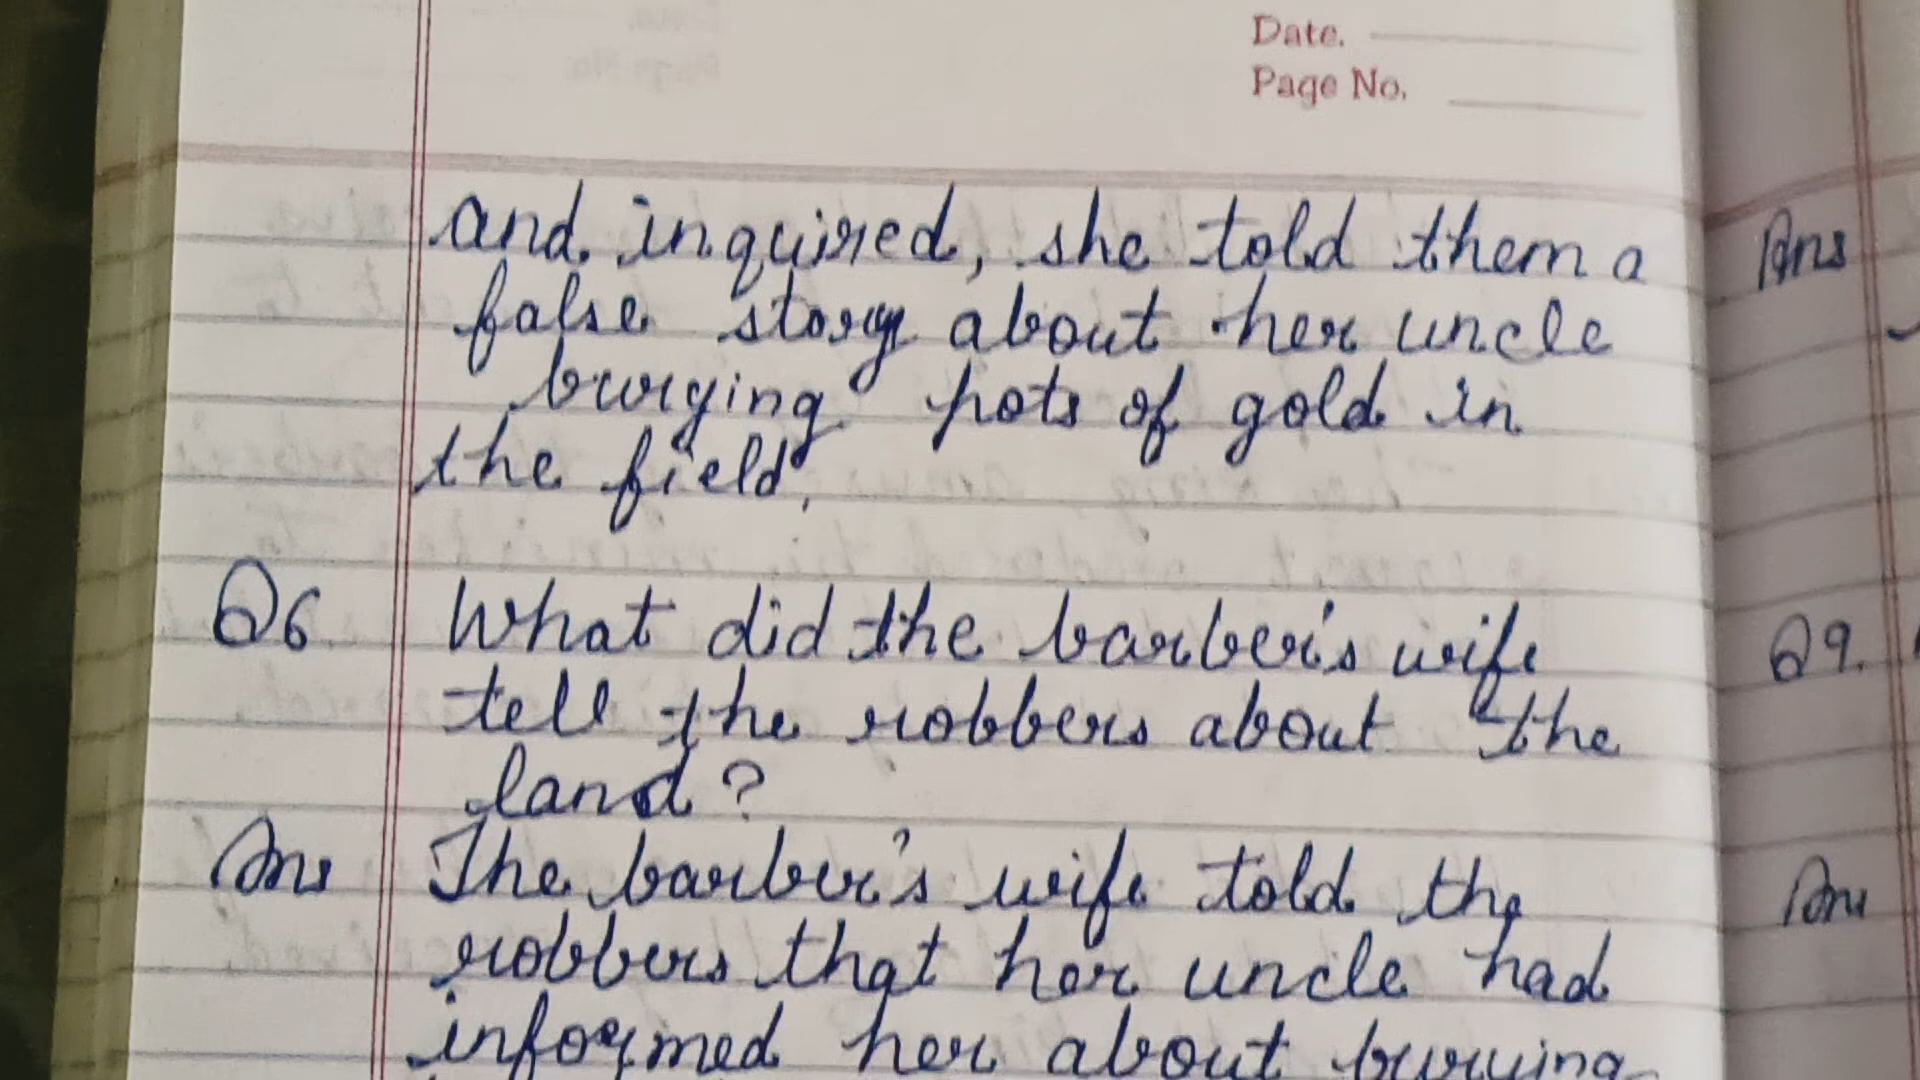 Date.
Page No.
and inquired, she told them a
false story about her uncle
burying pots of gold in
the field.
Q6 What did the barber's wife
tell the robbers about the
land?
Ans The barber's wife told the
robbers that her uncle had
informed her about burying
Ans
Q9.
Ans